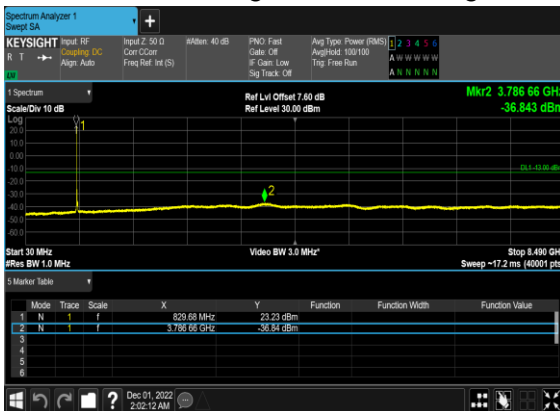 Spectrum Analyzer 1
Swept SA
KEYSIGHT Input: RF Input Z: 50 Ω #Atten: 40 dB PNO: Fast Avg Type: Power (RMS) 1 2 3 4 5 6
R T Coupling: DC Corr CCorr Gate: Off Avg|Hold: 100/100 A W W W W W
Align: Auto Freq Ref: Int (S) IF Gain: Low Trig: Free Run
Sig Track: Off A N N N N N
1 Spectrum Ref Lvl Offset 7.60 dB Mkr2 3.786 66 GHz
Scale/Div 10 dB Ref Level 30.00 dBm -36.843 dBm
Log
20.0 1
10.0
0.00
-10.0 DL1 -13.00 dBm
-20.0
-30.0 2
-40.0
-50.0
-60.0
Start 30 MHz Video BW 3.0 MHz* Stop 8.490 GHz
#Res BW 1.0 MHz Sweep ~17.2 ms (40001 pts)
5 Marker Table
Mode Trace Scale X Y Function Function Width Function Value
1 N 1 f 829.68 MHz 23.23 dBm
2 N 1 f 3.786 66 GHz -36.84 dBm
3
4
5
6
? Dec 01, 2022
2:02:12 AM